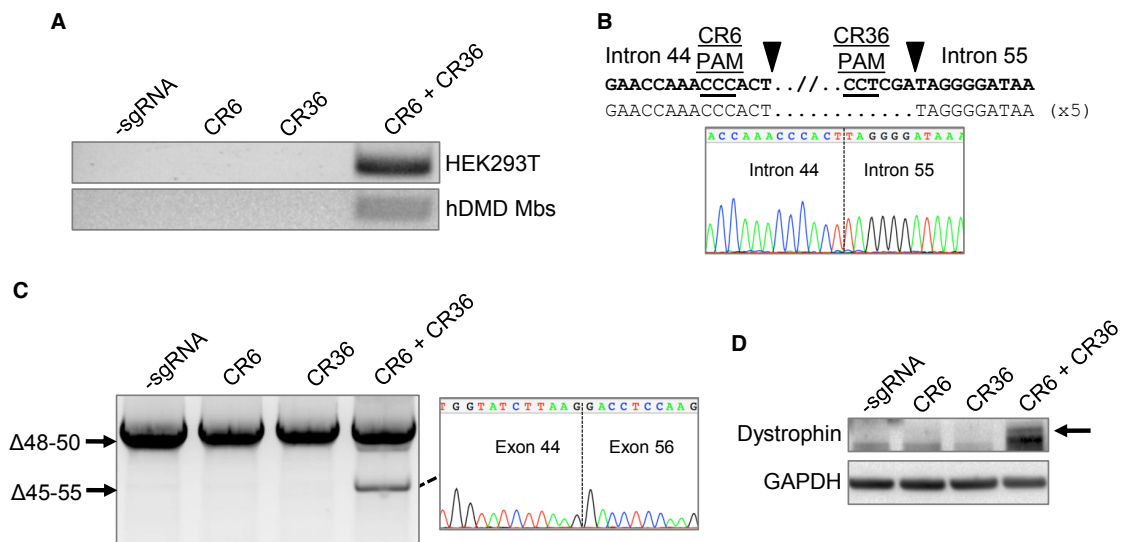 A
-sgRNA
CR6
CR36
CR6 + CR36
HEK293T
hDMD Mbs
B
CR6 CR36
Intron 44 PAM PAM Intron 55
GAACCAAACCCACT..//..CCTCGATAGGGGATAA
GAACCAAACCCACT............TAGGGGATAA (x5)
ACCAAACCCACTTAGGGGATAAA
Intron 44 Intron 55
C
-sgRNA
CR6
CR36
CR6 + CR36
Δ48-50
Δ45-55
TGGTATCTTAAGGACCTCCAAG
Exon 44 Exon 56
D
-sgRNA
CR6
CR36
CR6 + CR36
Dystrophin
GAPDH